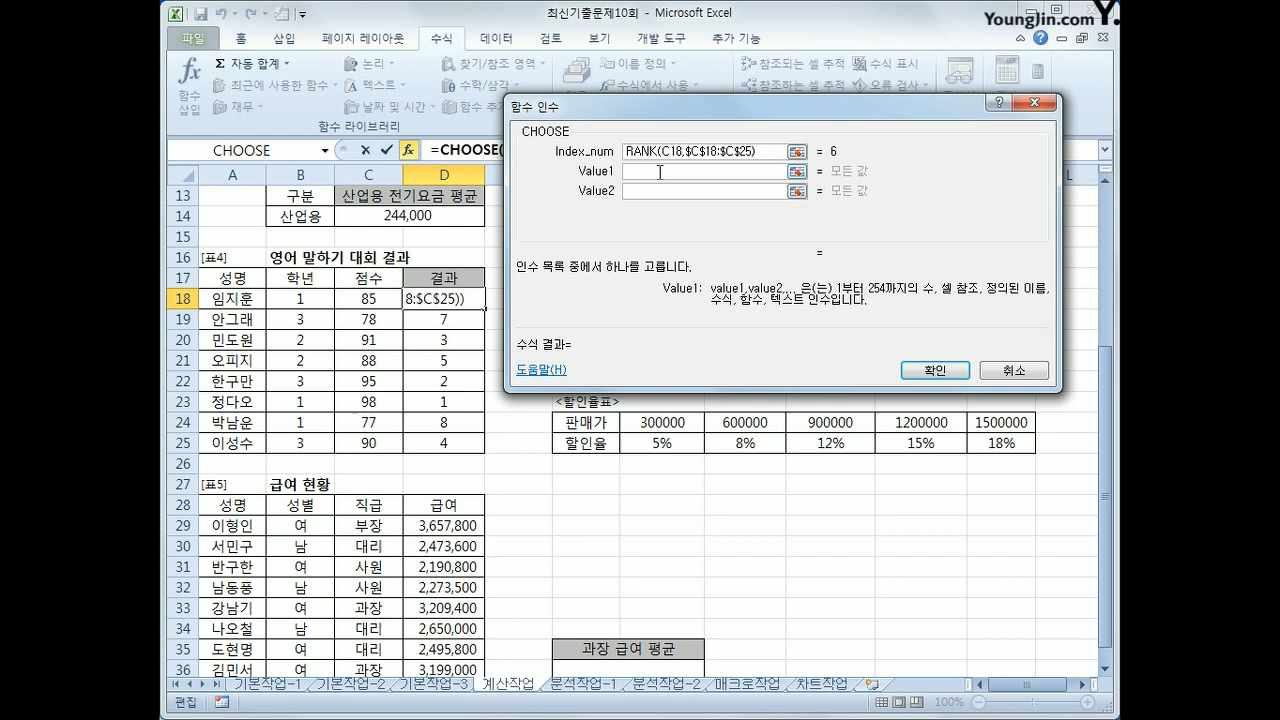 최신기출문제10회 - Microsoft Excel
YoungJin.com Y.
파일 홈 삽입 페이지 레이아웃 수식 데이터 검토 보기 개발 도구 추가 기능
fx Σ 자동 합계 논리 찾기/참조 영역 이름 정의 참조되는 셀 추적 수식 표시
함수 최근에 사용한 함수 텍스트 수학/삼각 수식에서 사용 참조하는 셀 추적 오류 검사
삽입 재무 날짜 및 시간 함수 추
함수 라이브러리
CHOOSE fx =CHOOSE(
함수 인수
CHOOSE
Index_num RANK(C18,$C$18:$C$25) = 6
Value1 = 모든 값
Value2 = 모든 값
=
인수 목록 중에서 하나를 고릅니다.
Value1: value1,value2,... 은(는) 1부터 254까지의 수, 셀 참조, 정의된 이름,
수식, 함수, 텍스트 인수입니다.
수식 결과=
도움말(H) 확인 취소
A B C D L
13 구분 산업용 전기요금 평균
14 산업용 244,000
15
16 [표4] 영어 말하기 대회 결과
17 성명 학년 점수 결과
18 임지훈 1 85 8:$C$25))
19 안그래 3 78 7
20 민도원 2 91 3
21 오피지 2 88 5
22 한구만 3 95 2
23 정다오 1 98 1 <할인율표>
24 박남운 1 77 8 판매가 300000 600000 900000 1200000 1500000
25 이성수 3 90 4 할인율 5% 8% 12% 15% 18%
26
27 [표5] 급여 현황
28 성명 성별 직급 급여
29 이형인 여 부장 3,657,800
30 서민구 남 대리 2,473,600
31 반구한 여 사원 2,190,800
32 남동풍 남 사원 2,273,500
33 강남기 여 과장 3,209,400
34 나오철 남 대리 2,650,000
35 도현명 여 대리 2,495,800 과장 급여 평균
36 김민서 여 과장 3,199,000
기본작업-1 기본작업-2 기본작업-3 계산작업 분석작업-1 분석작업-2 매크로작업 차트작업
편집 100%